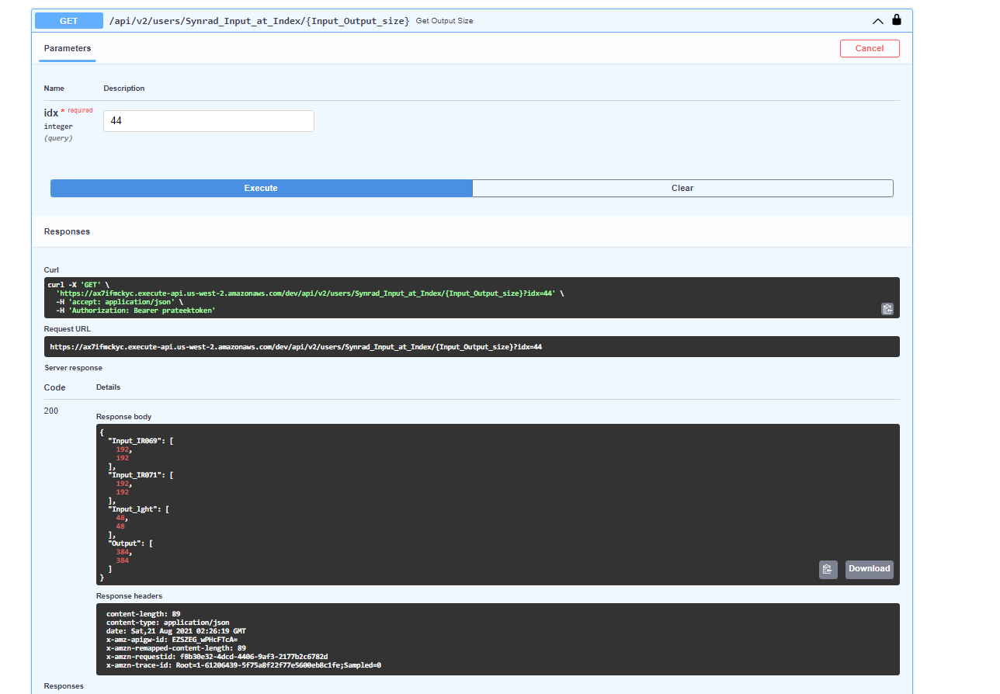 GET /api/v2/users/Synrad_Input_at_Index/{Input_Output_size} Get Output Size
Parameters
Cancel
Name Description
idx * required
44
integer
(query)
Execute Clear
Responses
Curl
curl -X 'GET' \
'https://ax7ifmckyc.execute-api.us-west-2.amazonaws.com/dev/api/v2/users/Synrad_Input_at_Index/{Input_Output_size}?idx=44' \
-H 'accept: application/json' \
-H 'Authorization: Bearer prateektoken'
Request URL
https://ax7ifmckyc.execute-api.us-west-2.amazonaws.com/dev/api/v2/users/Synrad_Input_at_Index/{Input_Output_size}?idx=44
Server response
Code Details
200
Response body
{
"Input_IR069": [
192,
192
],
"Input_IR071": [
192,
192
],
"Input_lght": [
48,
48
],
"Output": [
384,
384
]
}
Download
Response headers
content-length: 89
content-type: application/json
date: Sat,21 Aug 2021 02:26:19 GMT
x-amz-apigw-id: EZSZEG_wPHcFTcA=
x-amzn-remapped-content-length: 89
x-amzn-requestid: f8b30e32-4dcd-4406-9af3-2177b2c6782d
x-amzn-trace-id: Root=1-61206439-5f75a8f22f77e5600eb8c1fe;Sampled=0
Responses